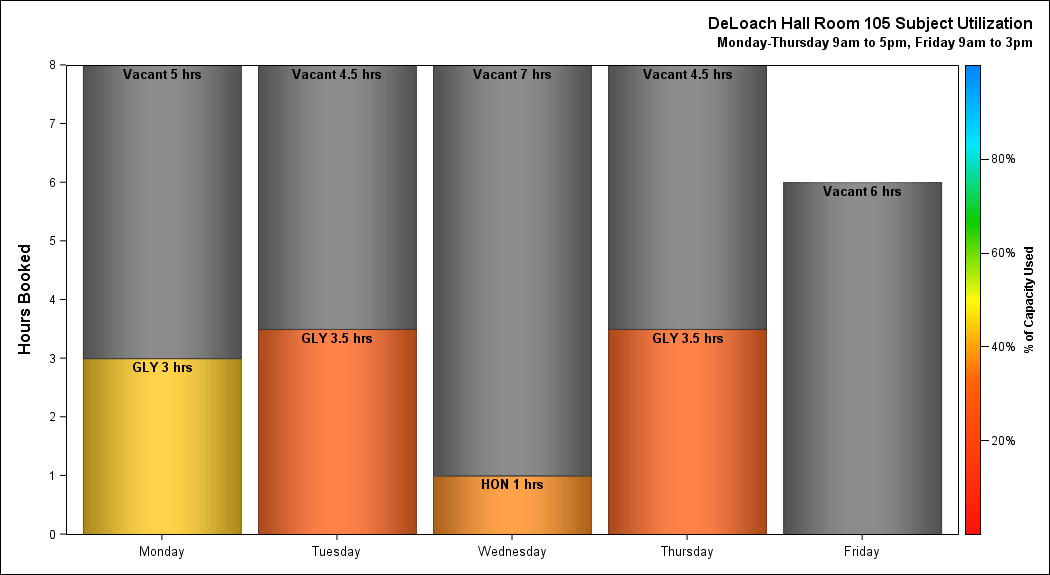 DeLoach Hall Room 105 Subject Utilization
Monday-Thursday 9am to 5pm, Friday 9am to 3pm
Hours Booked
8
7
6
5
4
3
2
1
0
Vacant 5 hrs
Vacant 4.5 hrs
Vacant 7 hrs
Vacant 4.5 hrs
Vacant 6 hrs
GLY 3 hrs
GLY 3.5 hrs
HON 1 hrs
GLY 3.5 hrs
Monday
Tuesday
Wednesday
Thursday
Friday
80%
60%
40%
20%
% of Capacity Used